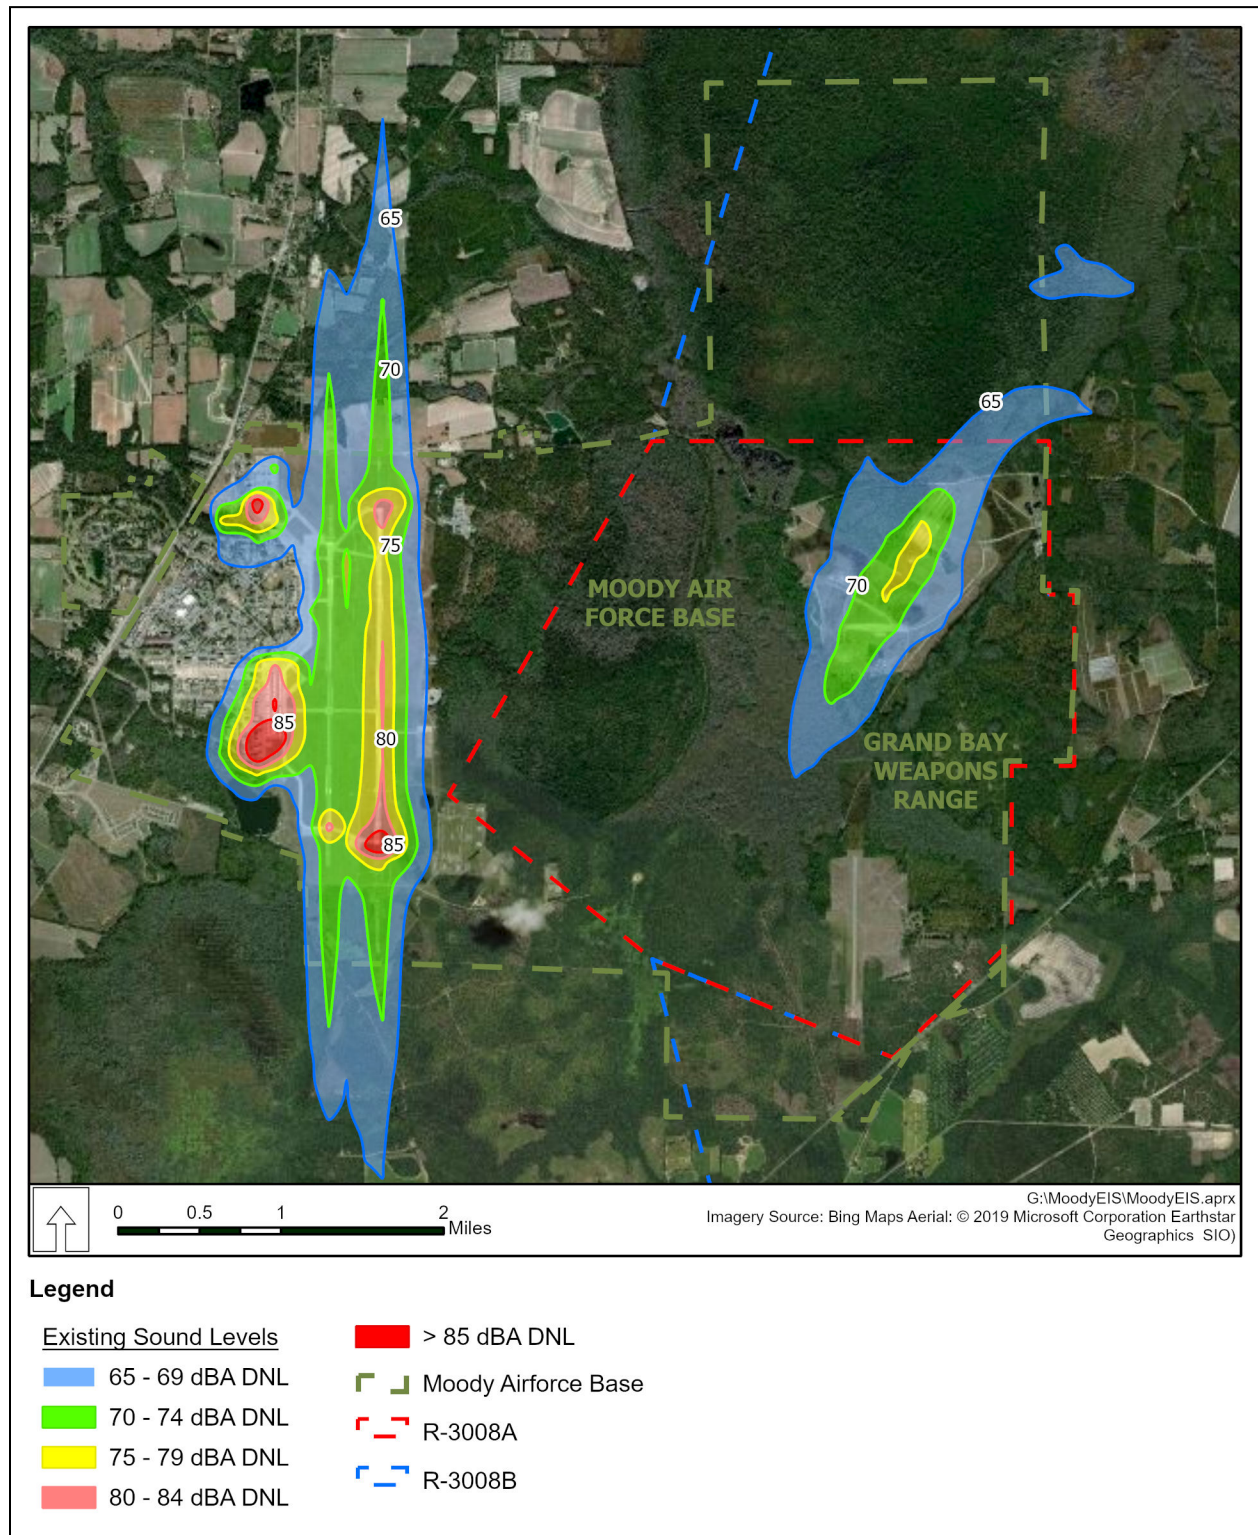 65
70
65
75
70
MOODY AIR
FORCE BASE
85
80
GRAND BAY
WEAPONS
RANGE
85
0 0.5 1 2
Miles
G:\MoodyEIS\MoodyEIS.aprx
Imagery Source: Bing Maps Aerial: © 2019 Microsoft Corporation Earthstar
Geographics SIO)
Legend
Existing Sound Levels
65 - 69 dBA DNL
70 - 74 dBA DNL
75 - 79 dBA DNL
80 - 84 dBA DNL
> 85 dBA DNL
Moody Airforce Base
R-3008A
R-3008B